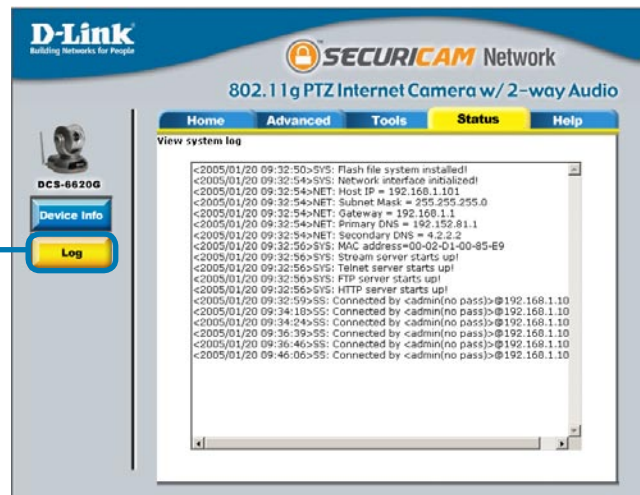 D-Link
Building Networks for People
SECURICAM Network
802.11g PTZ Internet Camera w/ 2-way Audio
Home Advanced Tools Status Help
DCS-6620G
Device Info
Log
View system log
<2005/01/20 09:32:50>SYS: Flash file system installed!
<2005/01/20 09:32:54>SYS: Network interface initialized!
<2005/01/20 09:32:54>NET: Host IP = 192.168.1.101
<2005/01/20 09:32:54>NET: Subnet Mask = 255.255.255.0
<2005/01/20 09:32:54>NET: Gateway = 192.168.1.1
<2005/01/20 09:32:54>NET: Primary DNS = 192.152.81.1
<2005/01/20 09:32:54>NET: Secondary DNS = 4.2.2.2
<2005/01/20 09:32:56>SYS: MAC address=00-02-D1-00-85-E9
<2005/01/20 09:32:56>SYS: Stream server starts up!
<2005/01/20 09:32:56>SYS: Telnet server starts up!
<2005/01/20 09:32:56>SYS: FTP server starts up!
<2005/01/20 09:32:56>SYS: HTTP server starts up!
<2005/01/20 09:32:59>SS: Connected by <admin(no pass)>@192.168.1.10
<2005/01/20 09:34:18>SS: Connected by <admin(no pass)>@192.168.1.10
<2005/01/20 09:34:24>SS: Connected by <admin(no pass)>@192.168.1.10
<2005/01/20 09:36:39>SS: Connected by <admin(no pass)>@192.168.1.10
<2005/01/20 09:36:46>SS: Connected by <admin(no pass)>@192.168.1.10
<2005/01/20 09:46:06>SS: Connected by <admin(no pass)>@192.168.1.10